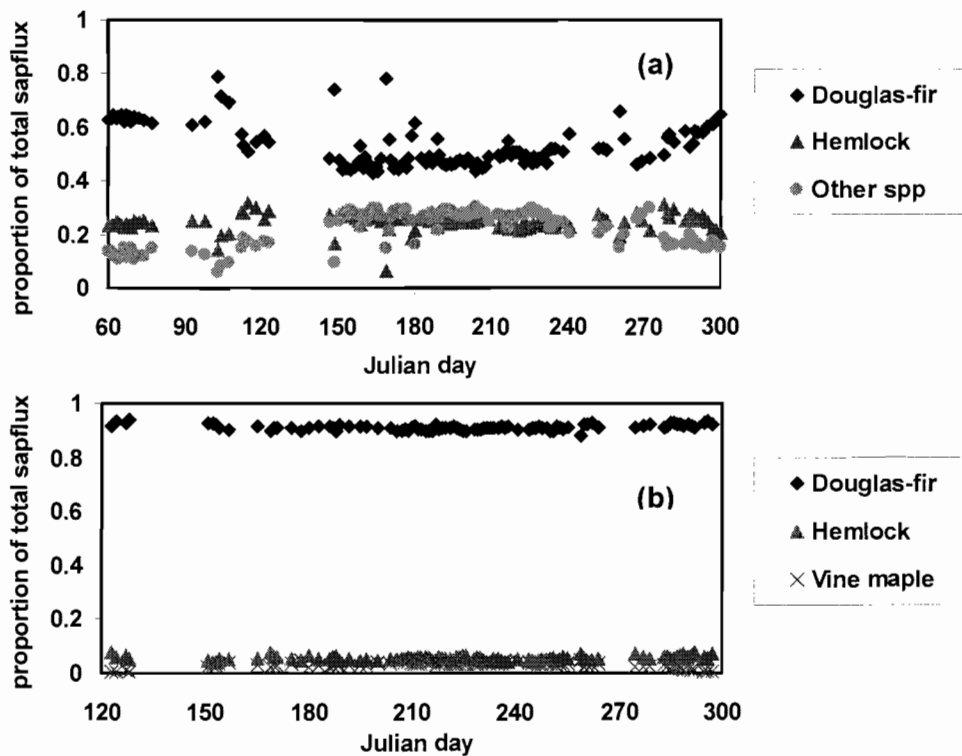 proportion of total sapflux
1
0.8
0.6
0.4
0.2
0
(a)
60 90 120 150 180 210 240 270 300
Julian day
Douglas-fir
Hemlock
Other spp
proportion of total sapflux
1
0.8
0.6
0.4
0.2
0
(b)
120 150 180 210 240 270 300
Julian day
Douglas-fir
Hemlock
Vine maple